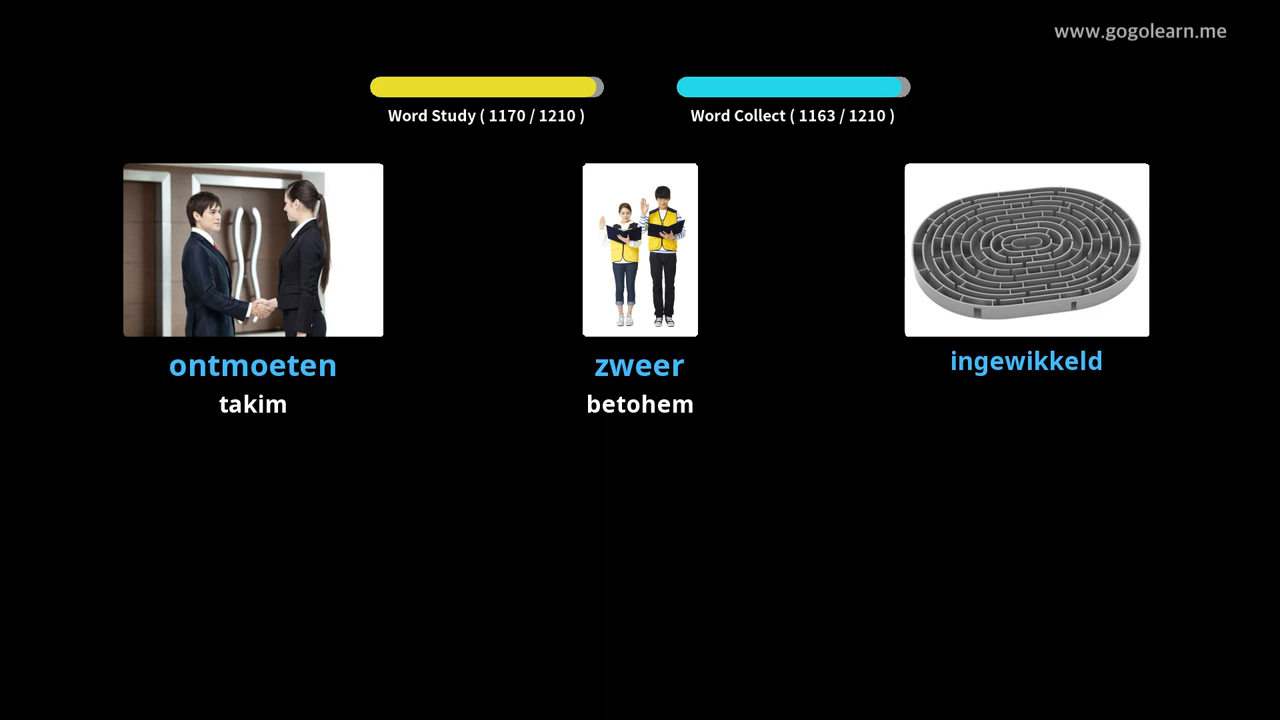 www.gogolearn.me
Word Study ( 1170 / 1210 )
Word Collect ( 1163 / 1210 )
ontmoeten
takim
zweer
betohem
ingewikkeld